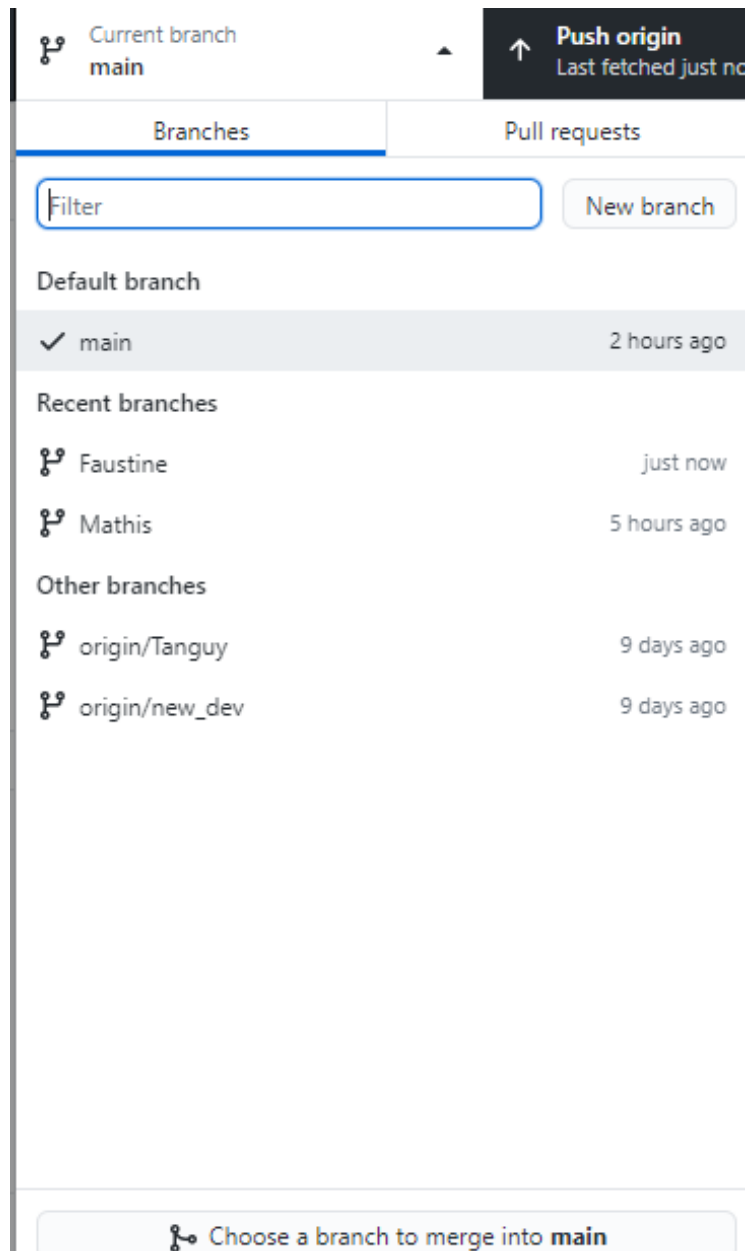 Current branch
main
Push origin
Last fetched just no
Branches
Pull requests
Filter
New branch
Default branch
main
2 hours ago
Recent branches
Faustine
just now
Mathis
5 hours ago
Other branches
origin/Tanguy
9 days ago
origin/new_dev
9 days ago
Choose a branch to merge into main